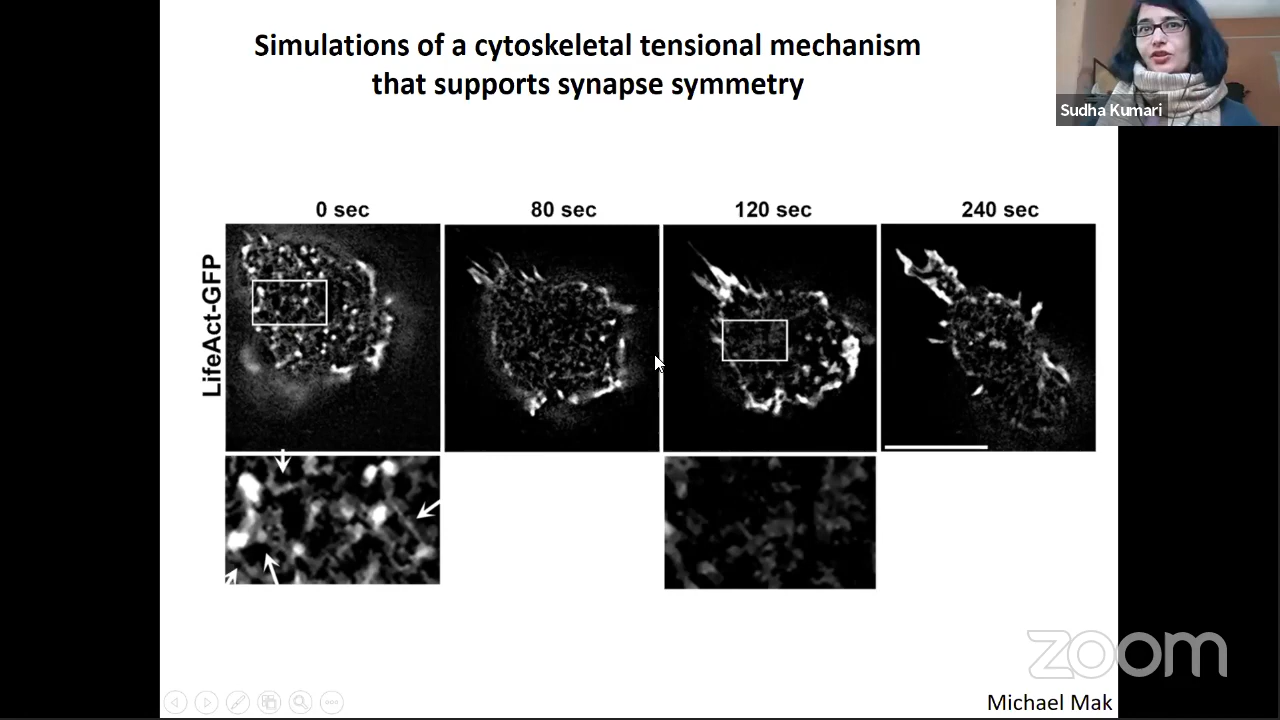 Simulations of a cytoskeletal tensional mechanism
that supports synapse symmetry
Sudha Kumari
0 sec
80 sec
120 sec
240 sec
LifeAct-GFP
zoom
Michael Mak